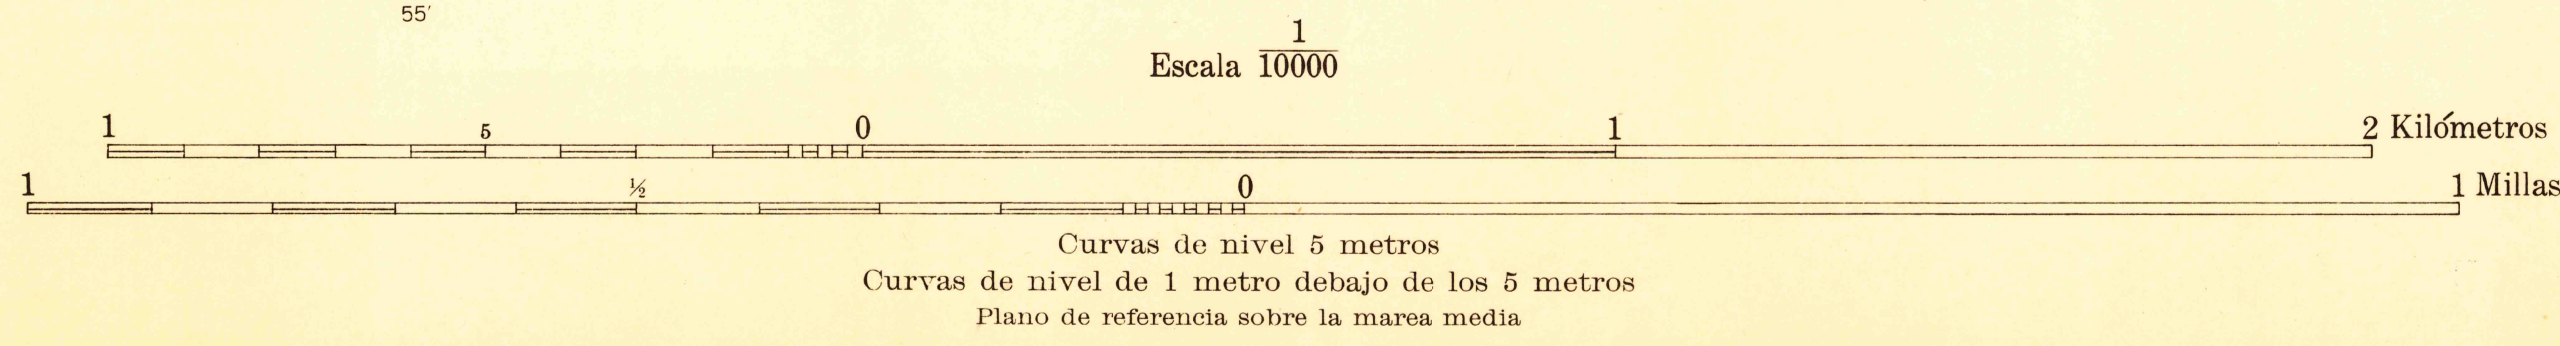 55′
Escala 1/10000
1 5 0 1 2 Kilómetros
1 ½ 0 1 Millas
Curvas de nivel 5 metros
Curvas de nivel de 1 metro debajo de los 5 metros
Plano de referencia sobre la marea media